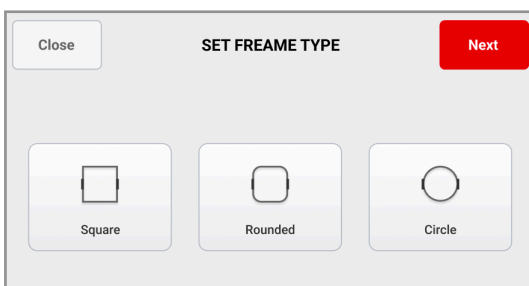 Close
SET FREAME TYPE
Next
Square
Rounded
Circle